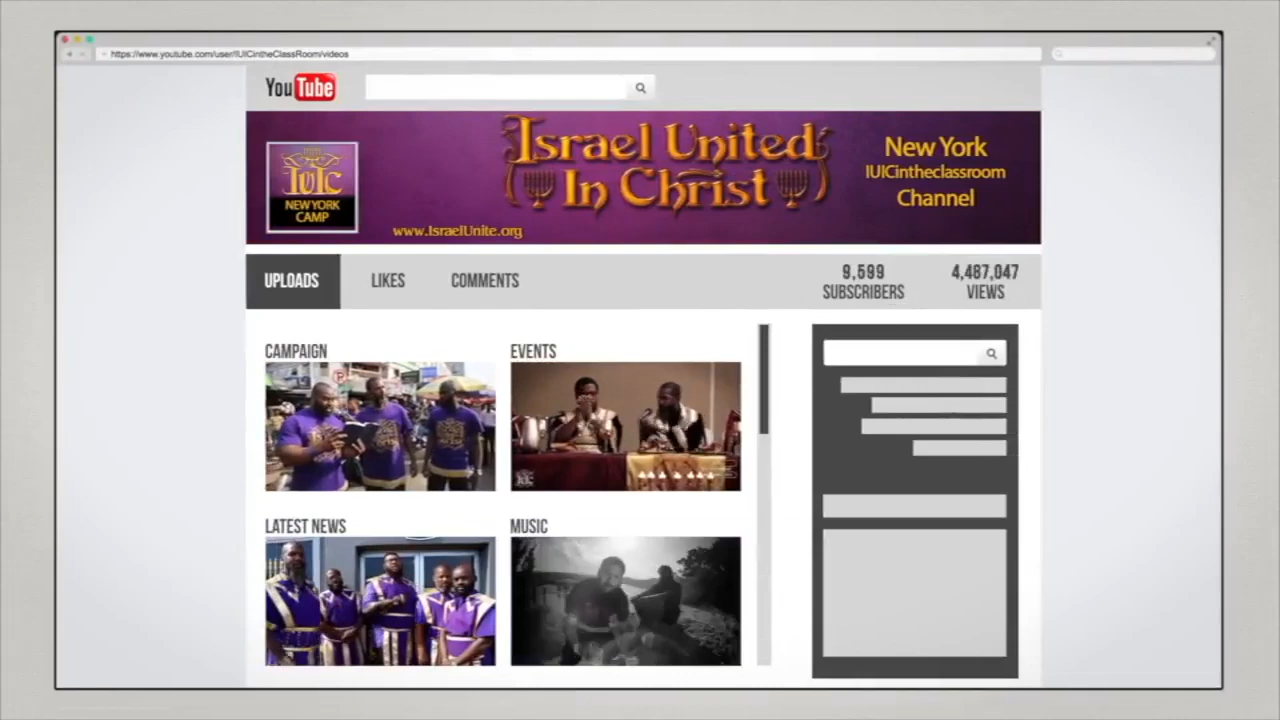 https://www.youtube.com/user/IUICintheClassRoom/videos
YouTube
IUIC
NEW YORK
CAMP
www.IsraelUnite.org
Israel United
In Christ
New York
IUICintheclassroom
Channel
UPLOADS
LIKES
COMMENTS
9,599
SUBSCRIBERS
4,487,047
VIEWS
CAMPAIGN
EVENTS
P
IUIC
LATEST NEWS
MUSIC